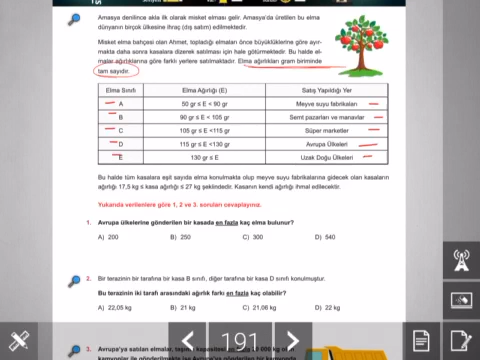 Amasya denilince akla ilk olarak misket elması gelir. Amasya'da üretilen bu elma
dünyanın birçok ülkesine ihraç (dış satım) edilmektedir.
Misket elma bahçesi olan Ahmet, topladığı elmaları önce büyüklüklerine göre ayır-
makta daha sonra kasalara dizerek satılması için hale götürmektedir. Bu halde el-
malar ağırlıklarına göre farklı yerlere satılmaktadır. Elma ağırlıkları gram biriminde
tam sayıdır.
Elma Sınıfı Elma Ağırlığı (E) Satış Yapıldığı Yer
A 50 gr ≤ E < 90 gr Meyve suyu fabrikaları
B 90 gr ≤ E < 105 gr Semt pazarları ve manavlar
C 105 gr ≤ E <115 gr Süper marketler
D 115 gr ≤ E <130 gr Avrupa Ülkeleri
E 130 gr ≤ E Uzak Doğu Ülkeleri
Bu halde tüm kasalara eşit sayıda elma konulmakta olup meyve suyu fabrikalarına gidecek olan kasaların
ağırlığı 17,5 kg ≤ kasa ağırlığı ≤ 27 kg şeklindedir. Kasanın kendi ağırlığı ihmal edilecektir.
Yukarıda verilenlere göre 1, 2 ve 3. soruları cevaplayınız.
1. Avrupa ülkelerine gönderilen bir kasada en fazla kaç elma bulunur?
A) 200 B) 250 C) 300 D) 540
2. Bir terazinin bir tarafına bir kasa B sınıfı, diğer tarafına bir kasa D sınıfı konulmuştur.
Bu terazinin iki tarafı arasındaki ağırlık farkı en fazla kaç olabilir?
A) 22,05 kg B) 21 kg C) 21,06 kg D) 22 kg
191
3. Avrupa'ya satılan elmalar,